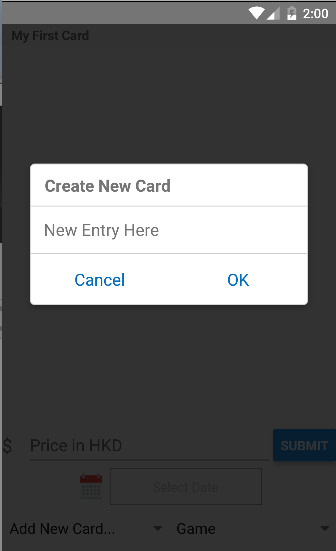 2:00
My First Card
Create New Card
New Entry Here
Cancel OK
$ Price in HKD SUBMIT
Select Date
Add New Card... Game